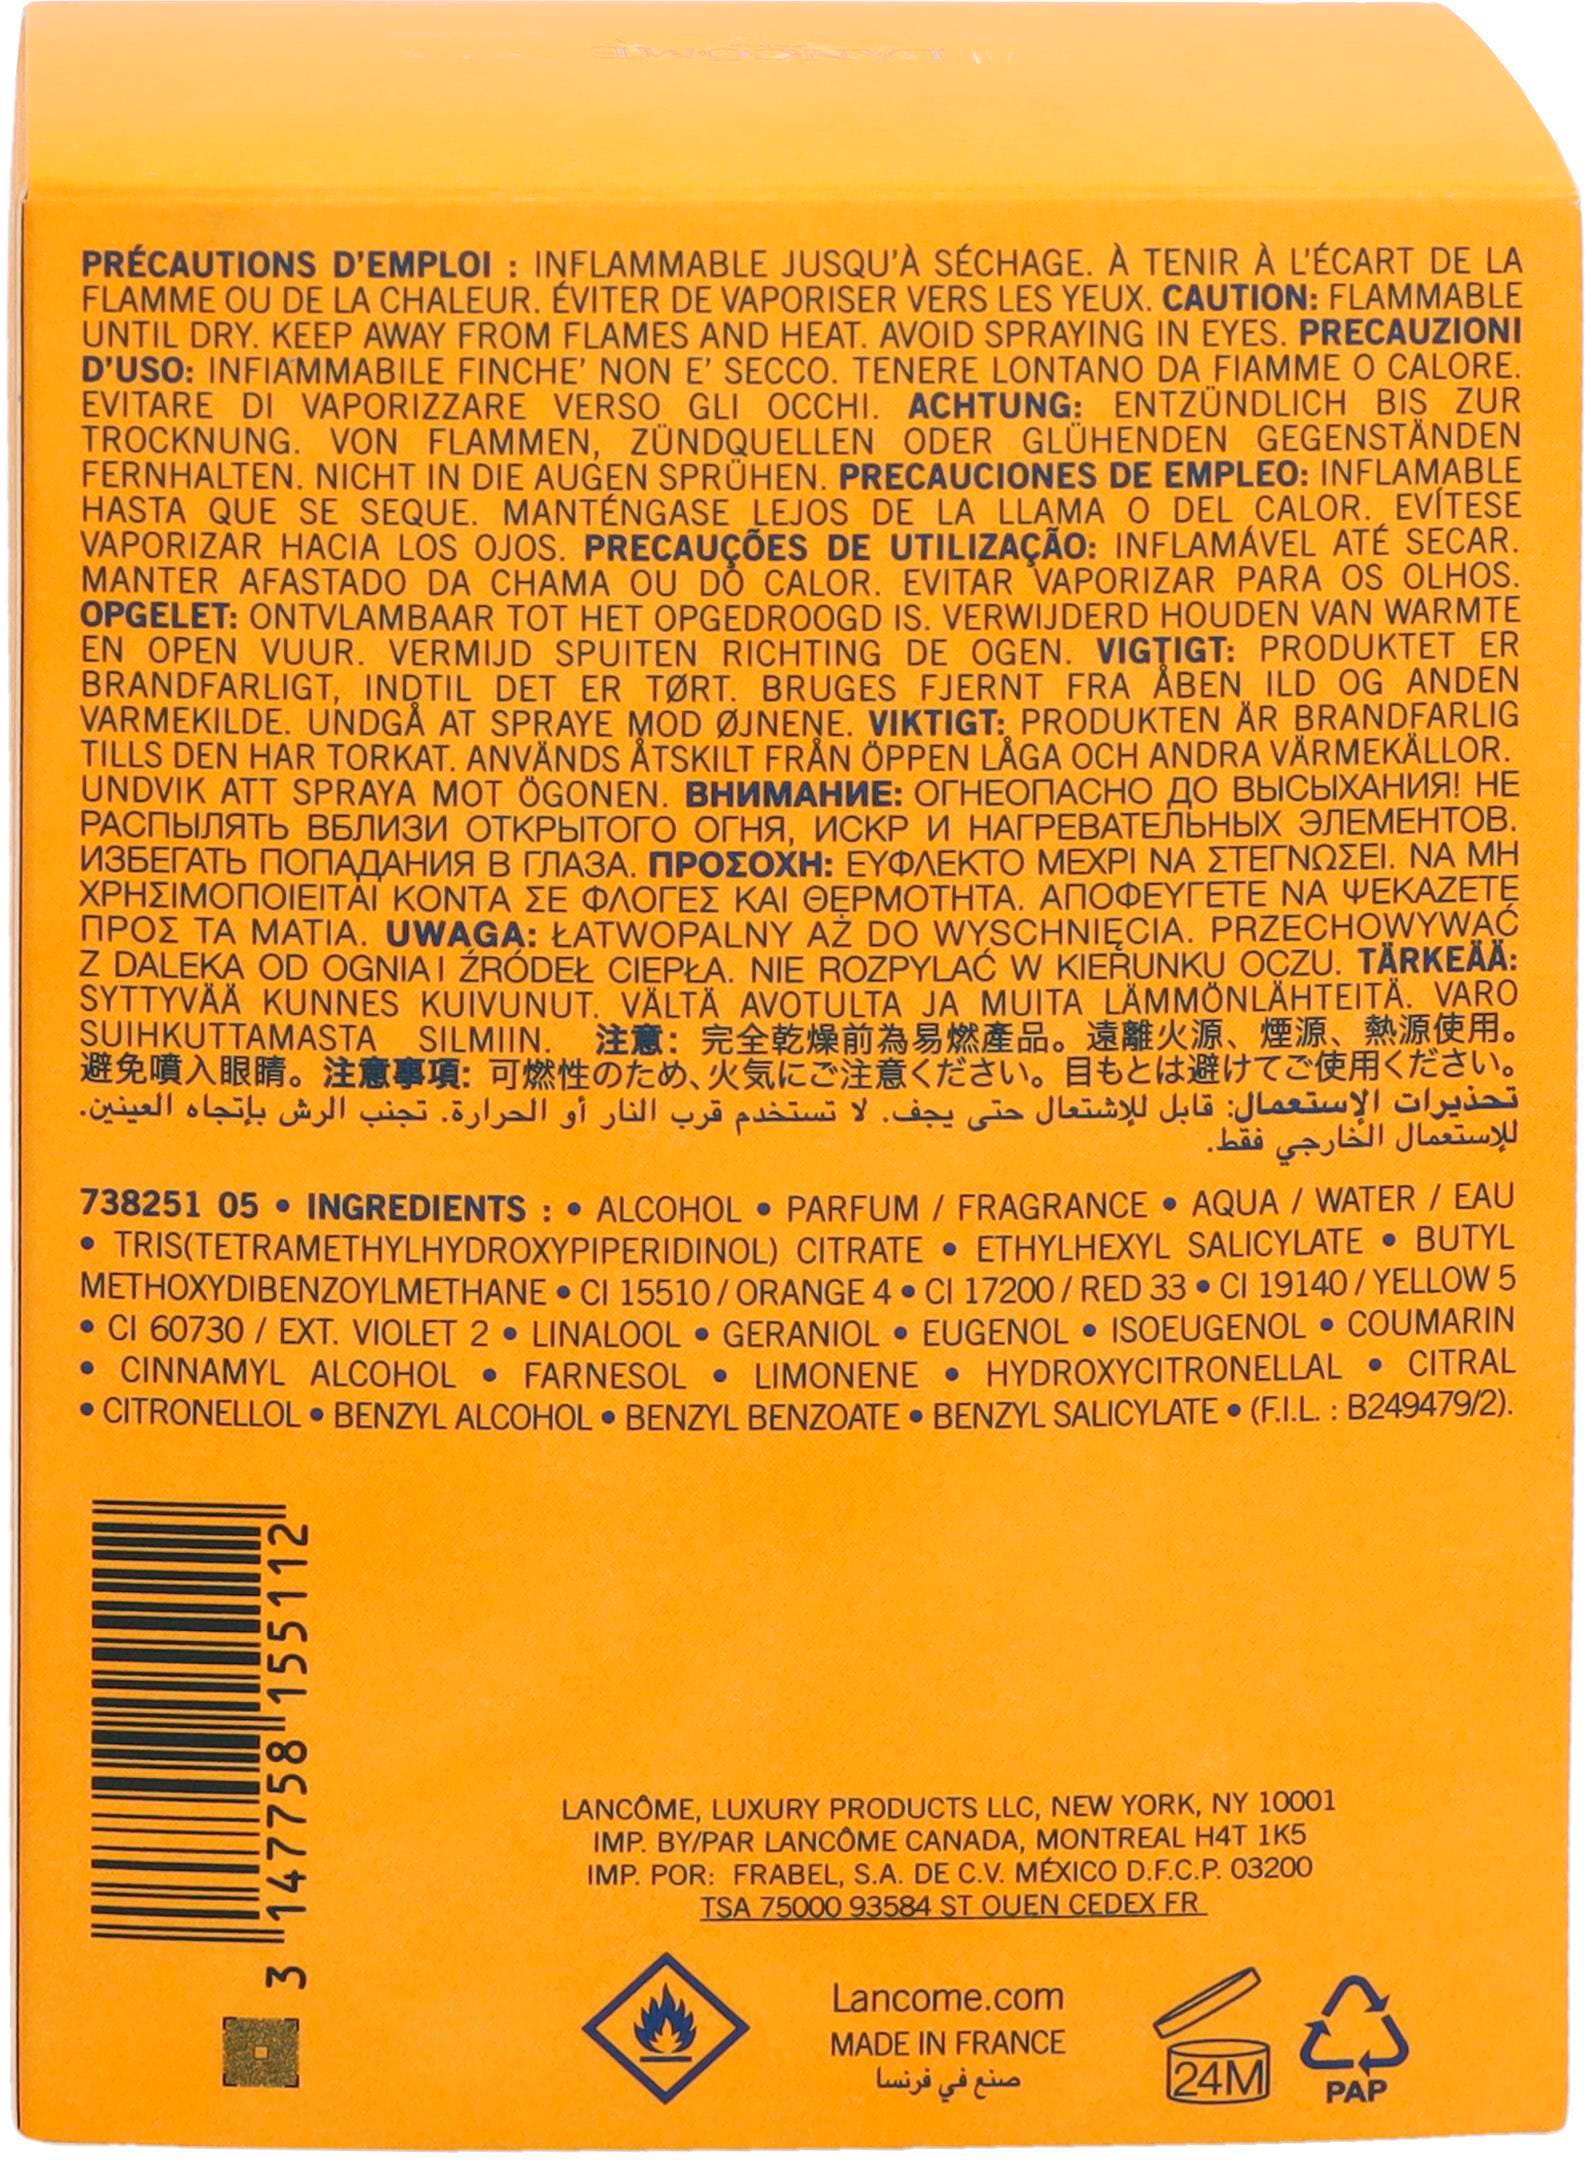 LANCÔME
PRÉCAUTIONS D'EMPLOI : INFLAMMABLE JUSQU'À SÉCHAGE. À TENIR À L'ÉCART DE LA
FLAMME OU DE LA CHALEUR. ÉVITER DE VAPORISER VERS LES YEUX. CAUTION: FLAMMABLE
UNTIL DRY. KEEP AWAY FROM FLAMES AND HEAT. AVOID SPRAYING IN EYES. PRECAUZIONI
D'USO: INFIAMMABILE FINCHE' NON E' SECCO. TENERE LONTANO DA FIAMME O CALORE.
EVITARE DI VAPORIZZARE VERSO GLI OCCHI. ACHTUNG: ENTZÜNDLICH BIS ZUR
TROCKNUNG. VON FLAMMEN, ZÜNDQUELLEN ODER GLÜHENDEN GEGENSTÄNDEN
FERNHALTEN. NICHT IN DIE AUGEN SPRÜHEN. PRECAUCIONES DE EMPLEO: INFLAMABLE
HASTA QUE SE SEQUE. MANTÉNGASE LEJOS DE LA LLAMA O DEL CALOR. EVÍTESE
VAPORIZAR HACIA LOS OJOS. PRECAUÇÕES DE UTILIZAÇÃO: INFLAMÁVEL ATÉ SECAR.
MANTER AFASTADO DA CHAMA OU DO CALOR. EVITAR VAPORIZAR PARA OS OLHOS.
OPGELET: ONTVLAMBAAR TOT HET OPGEDROOGD IS. VERWIJDERD HOUDEN VAN WARMTE
EN OPEN VUUR. VERMIJD SPUITEN RICHTING DE OGEN. VIGTIGT: PRODUKTET ER
BRANDFARLIGT, INDTIL DET ER TØRT. BRUGES FJERNT FRA ÅBEN ILD OG ANDEN
VARMEKILDE. UNDGÅ AT SPRAYE MOD ØJNENE. VIKTIGT: PRODUKTEN ÄR BRANDFARLIG
TILLS DEN HAR TORKAT. ANVÄNDS ÅTSKILT FRÅN ÖPPEN LÅGA OCH ANDRA VÄRMEKÄLLOR.
UNDVIK ATT SPRAYA MOT ÖGONEN. ВНИМАНИЕ: ОГНЕОПАСНО ДО ВЫСЫХАНИЯ! НЕ
РАСПЫЛЯТЬ ВБЛИЗИ ОТКРЫТОГО ОГНЯ, ИСКР И НАГРЕВАТЕЛЬНЫХ ЭЛЕМЕНТОВ.
ИЗБЕГАТЬ ПОПАДАНИЯ В ГЛАЗА. ΠΡΟΣΟΧΗ: ΕΥΦΛΕΚΤΟ ΜΕΧΡΙ ΝΑ ΣΤΕΓΝΩΣΕΙ. ΝΑ ΜΗ
ΧΡΗΣΙΜΟΠΟΙΕΙΤΑΙ ΚΟΝΤΑ ΣΕ ΦΛΟΓΕΣ ΚΑΙ ΘΕΡΜΟΤΗΤΑ. ΑΠΟΦΕΥΓΕΤΕ ΝΑ ΨΕΚΑΖΕΤΕ
ΠΡΟΣ ΤΑ ΜΑΤΙΑ. UWAGA: ŁATWOPALNY AŻ DO WYSCHNIĘCIA. PRZECHOWYWAĆ
Z DALEKA OD OGNIA I ŹRÓDEŁ CIEPŁA. NIE ROZPYLAĆ W KIERUNKU OCZU. TÄRKEÄÄ:
SYTTYVÄÄ KUNNES KUIVUNUT. VÄLTÄ AVOTULTA JA MUITA LÄMMÖNLÄHTEITÄ. VARO
SUIHKUTTAMASTA SILMIIN. 注意: 完全乾燥前為易燃產品。遠離火源、煙源、熱源使用。
避免噴入眼睛。注意事項: 可燃性のため、火気にご注意ください。目もとは避けてご使用ください。
تحذيرات الإستعمال: قابل للإشتعال حتى يجف. لا تستخدم قرب النار أو الحرارة. تجنب الرش بإتجاه العينين.
للإستعمال الخارجي فقط.
738251 05 • INGREDIENTS : • ALCOHOL • PARFUM / FRAGRANCE • AQUA / WATER / EAU
• TRIS(TETRAMETHYLHYDROXYPIPERIDINOL) CITRATE • ETHYLHEXYL SALICYLATE • BUTYL
METHOXYDIBENZOYLMETHANE • CI 15510 / ORANGE 4 • CI 17200 / RED 33 • CI 19140 / YELLOW 5
• CI 60730 / EXT. VIOLET 2 • LINALOOL • GERANIOL • EUGENOL • ISOEUGENOL • COUMARIN
• CINNAMYL ALCOHOL • FARNESOL • LIMONENE • HYDROXYCITRONELLAL • CITRAL
• CITRONELLOL • BENZYL ALCOHOL • BENZYL BENZOATE • BENZYL SALICYLATE • (F.I.L. : B249479/2).
3 147758 155112
LANCÔME, LUXURY PRODUCTS LLC, NEW YORK, NY 10001
IMP. BY/PAR LANCÔME CANADA, MONTREAL H4T 1K5
IMP. POR: FRABEL, S.A. DE C.V. MÉXICO D.F.C.P. 03200
TSA 75000 93584 ST OUEN CEDEX FR
Lancome.com
MADE IN FRANCE
صنع في فرنسا
24M
PAP